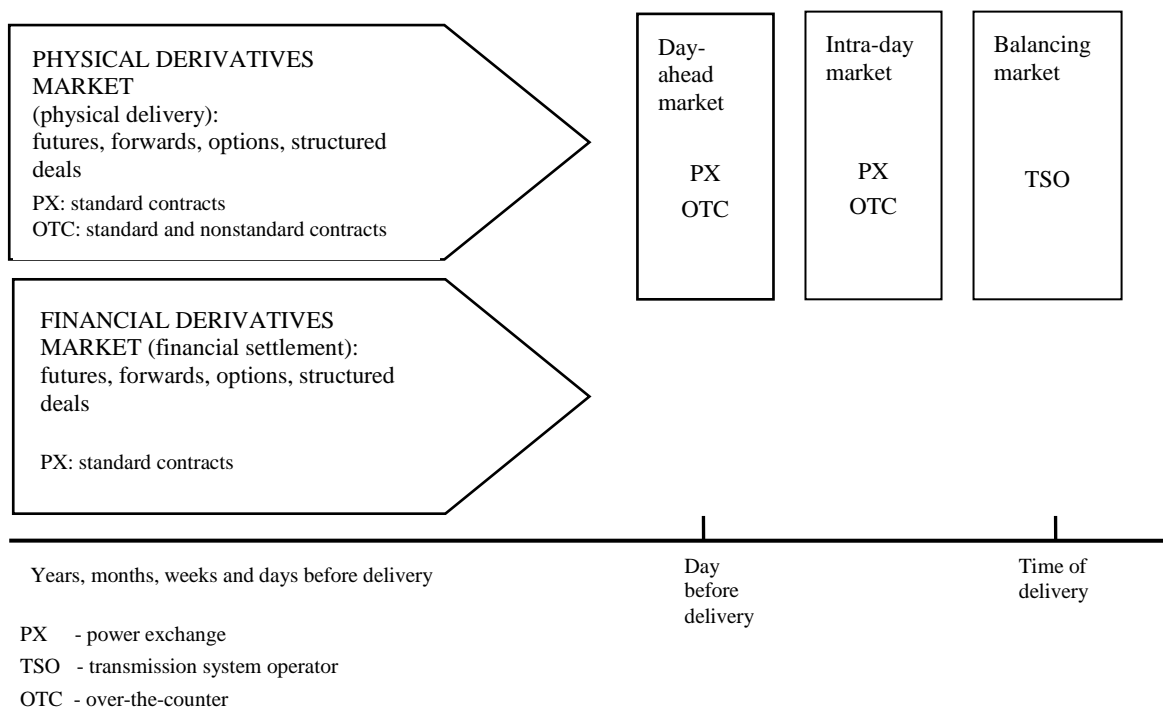 PHYSICAL DERIVATIVES
MARKET
(physical delivery):
futures, forwards, options, structured
deals
PX: standard contracts
OTC: standard and nonstandard contracts
FINANCIAL DERIVATIVES
MARKET (financial settlement):
futures, forwards, options, structured
deals
PX: standard contracts
Day-
ahead
market
PX
OTC
Intra-day
market
PX
OTC
Balancing
market
TSO
Years, months, weeks and days before delivery
Day
before
delivery
Time of
delivery
PX - power exchange
TSO - transmission system operator
OTC - over-the-counter